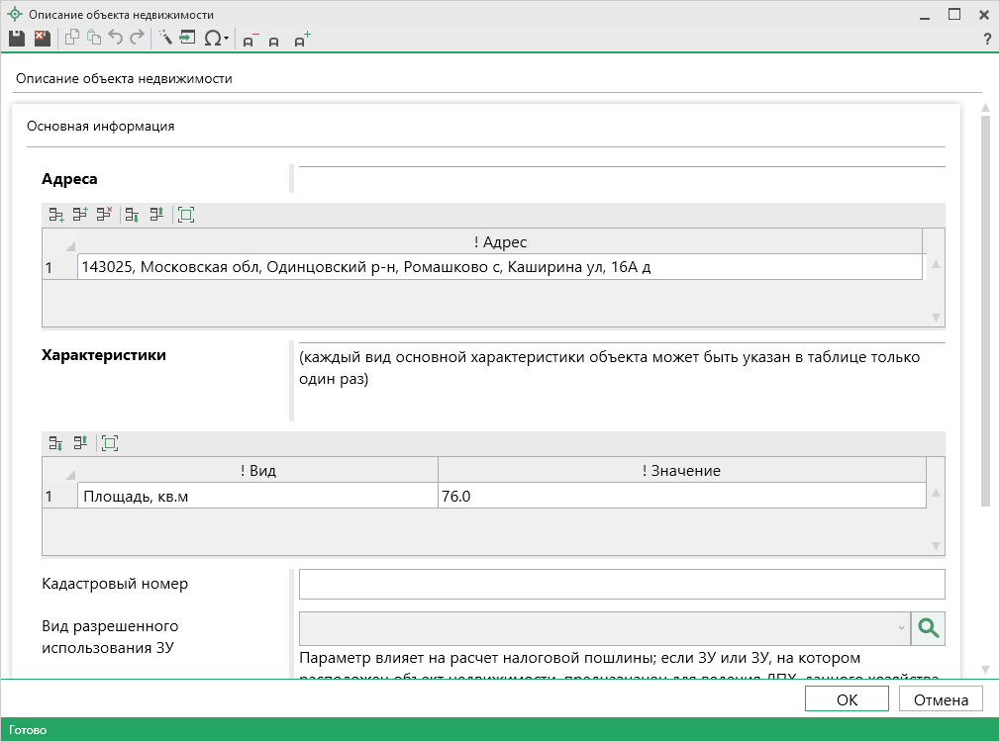 Описание объекта недвижимости
?
Описание объекта недвижимости
Основная информация
Адреса
! Адрес
1 143025, Московская обл, Одинцовский р-н, Ромашково с, Каширина ул, 16А д
Характеристики
(каждый вид основной характеристики объекта может быть указан в таблице только
один раз)
! Вид ! Значение
1 Площадь, кв.м 76.0
Кадастровый номер
Вид разрешенного
использования ЗУ
Параметр влияет на расчет налоговой пошлины; если ЗУ или ЗУ, на котором
расположен объект недвижимости, предназначен для ведения ЛПХ, дачного хозяйства,
ОК Отмена
Готово